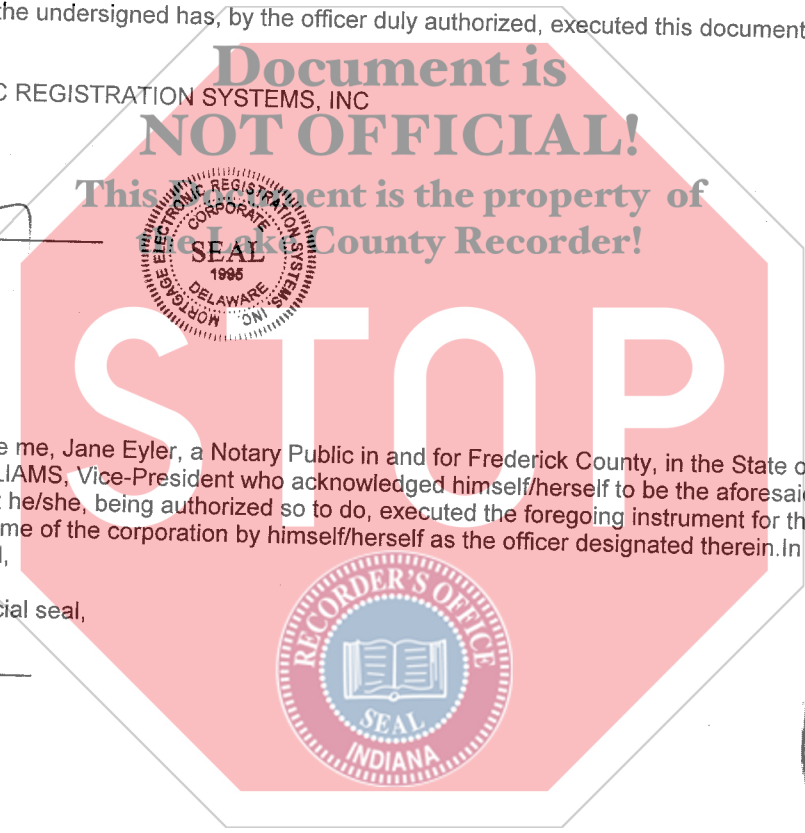 the undersigned has, by the officer duly authorized, executed this document
Document is
C REGISTRATION SYSTEMS, INC
NOT OFFICIAL!
This Document is the property of
the Lake County Recorder!
MORTGAGE ELECTRONIC REGISTRATION SYSTEMS, INC.
CORPORATE
SEAL
1995
DELAWARE
STOP
e me, Jane Eyler, a Notary Public in and for Frederick County, in the State o
LIAMS, Vice-President who acknowledged himself/herself to be the aforesai
t he/she, being authorized so to do, executed the foregoing instrument for th
me of the corporation by himself/herself as the officer designated therein.In
l,
cial seal,
RECORDER'S OFFICE
SEAL
INDIANA